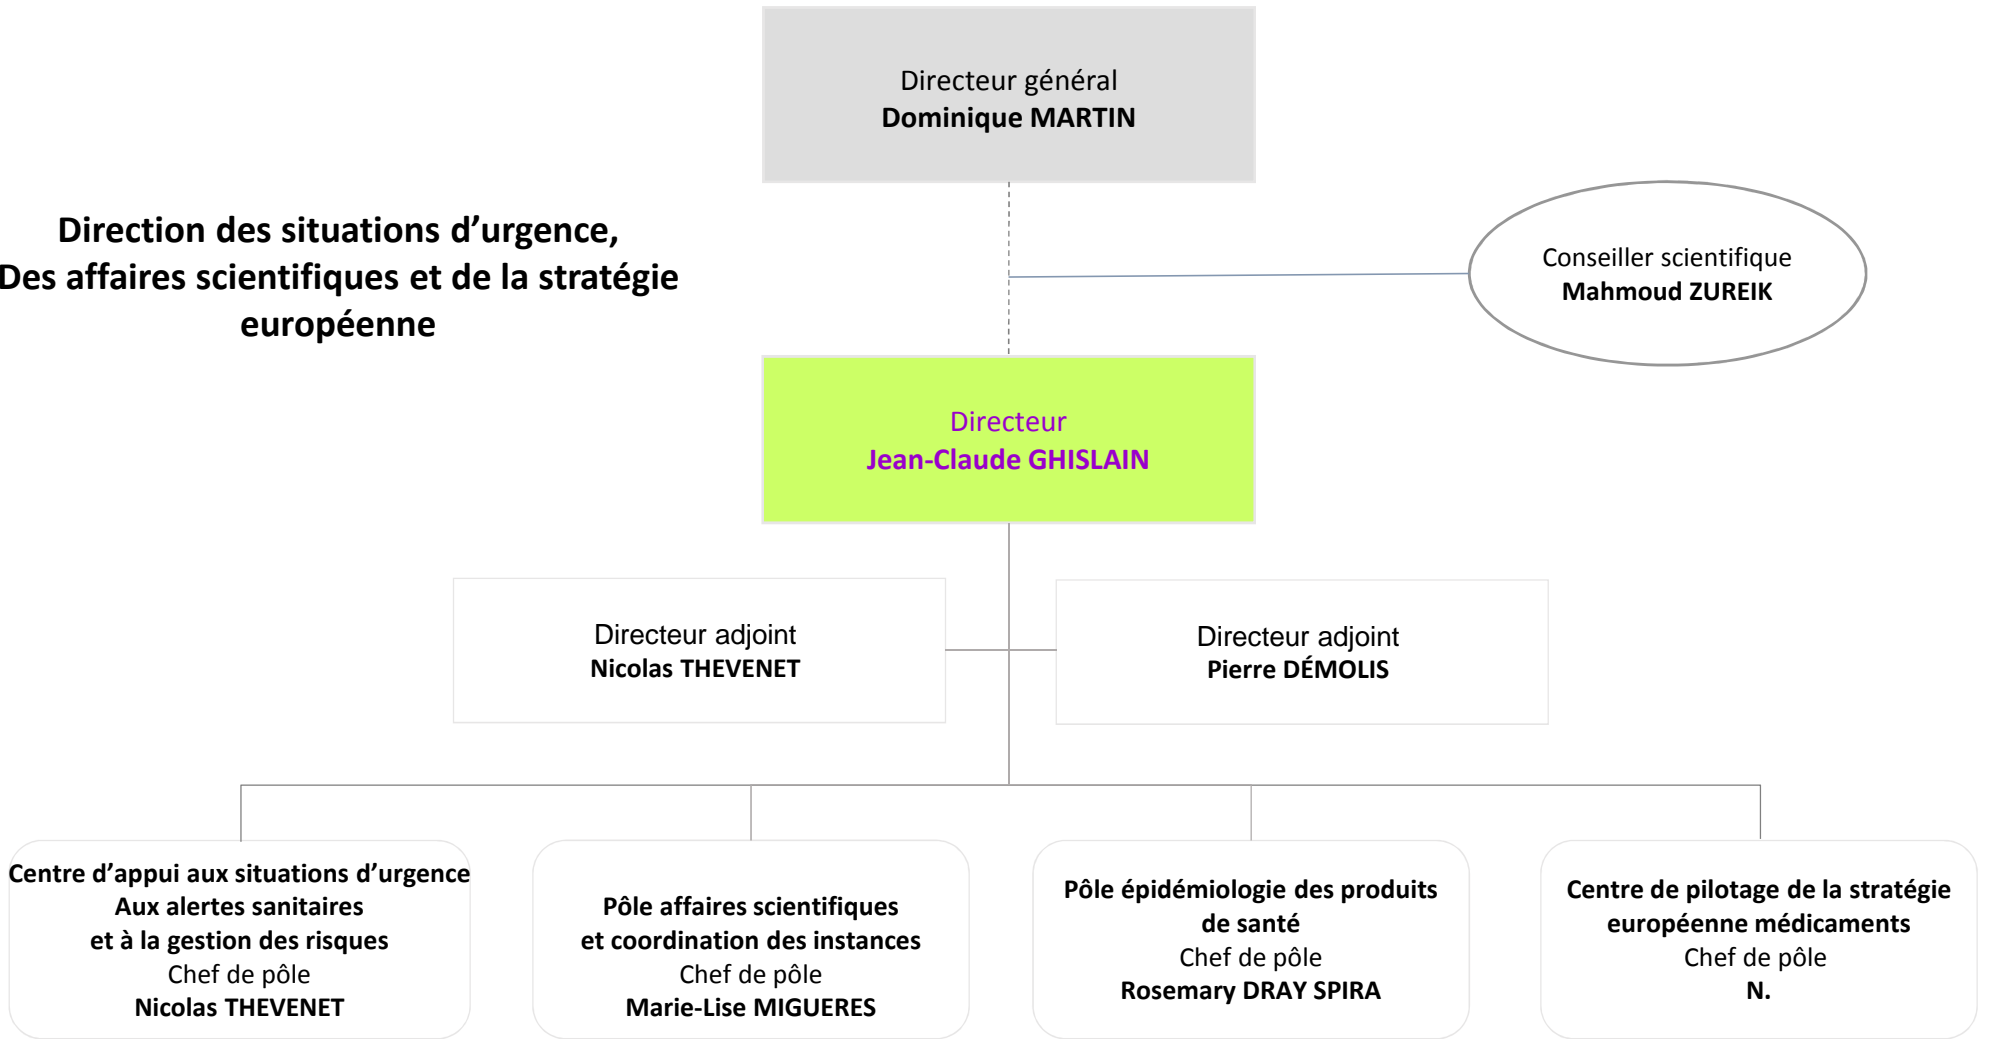 Directeur général
Dominique MARTIN
Direction des situations d’urgence,
Des affaires scientifiques et de la stratégie
européenne
Conseiller scientifique
Mahmoud ZUREIK
Directeur
Jean-Claude GHISLAIN
Directeur adjoint
Nicolas THEVENET
Directeur adjoint
Pierre DÉMOLIS
Centre d’appui aux situations d’urgence
Aux alertes sanitaires
et à la gestion des risques
Chef de pôle
Nicolas THEVENET
Pôle affaires scientifiques
et coordination des instances
Chef de pôle
Marie-Lise MIGUERES
Pôle épidémiologie des produits
de santé
Chef de pôle
Rosemary DRAY SPIRA
Centre de pilotage de la stratégie
européenne médicaments
Chef de pôle
N.